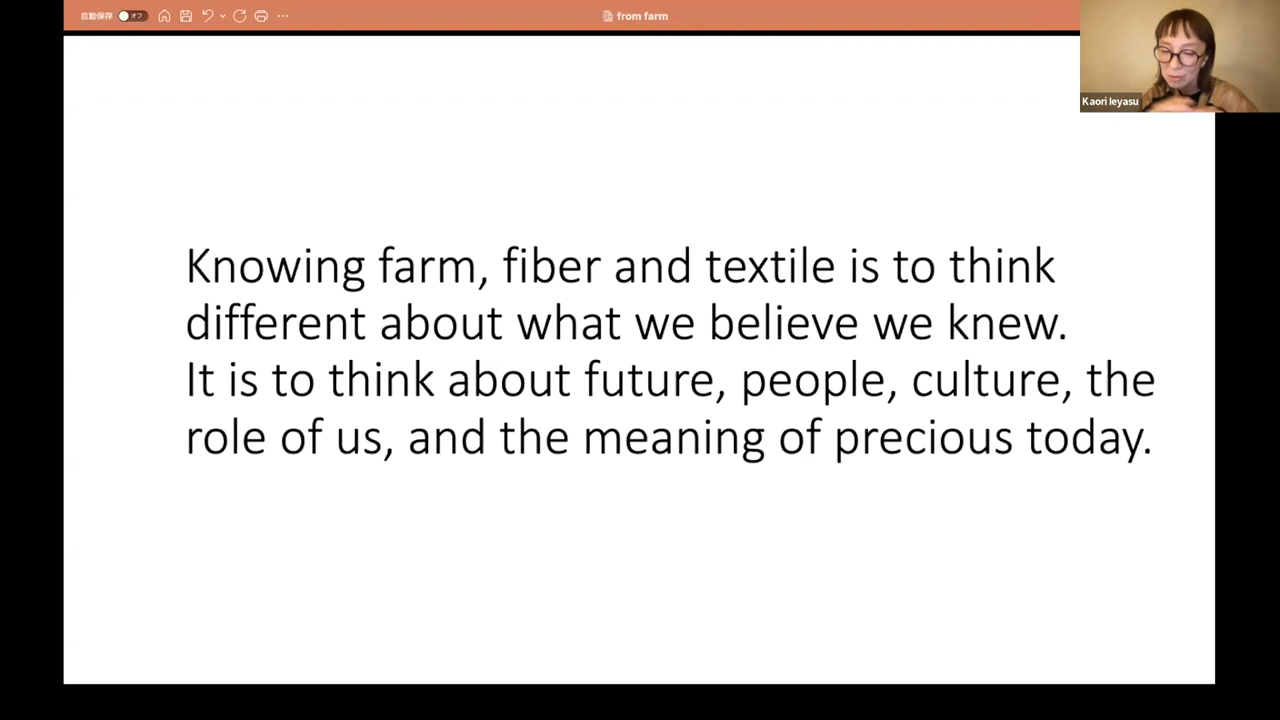 自動保存 オフ
from farm
Kaori Ieyasu
Knowing farm, fiber and textile is to think
different about what we believe we knew.
It is to think about future, people, culture, the
role of us, and the meaning of precious today.